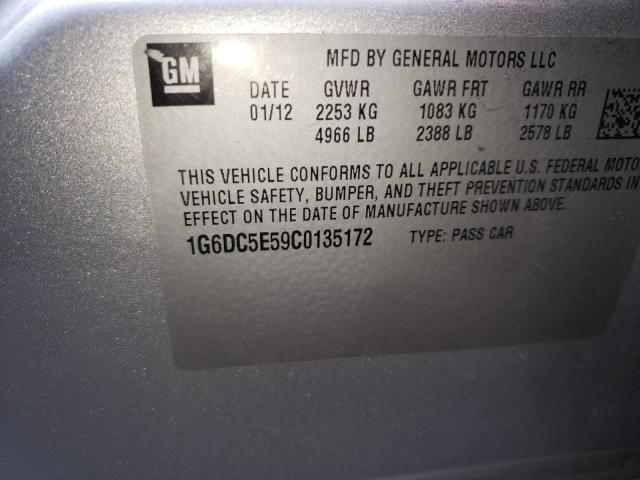 GM
MFD BY GENERAL MOTORS LLC
DATE GVWR GAWR FRT GAWR RR
01/12 2253 KG 1083 KG 1170 KG
4966 LB 2388 LB 2578 LB
THIS VEHICLE CONFORMS TO ALL APPLICABLE U.S. FEDERAL MOTO
VEHICLE SAFETY, BUMPER, AND THEFT PREVENTION STANDARDS IN
EFFECT ON THE DATE OF MANUFACTURE SHOWN ABOVE.
1G6DC5E59C0135172 TYPE: PASS CAR